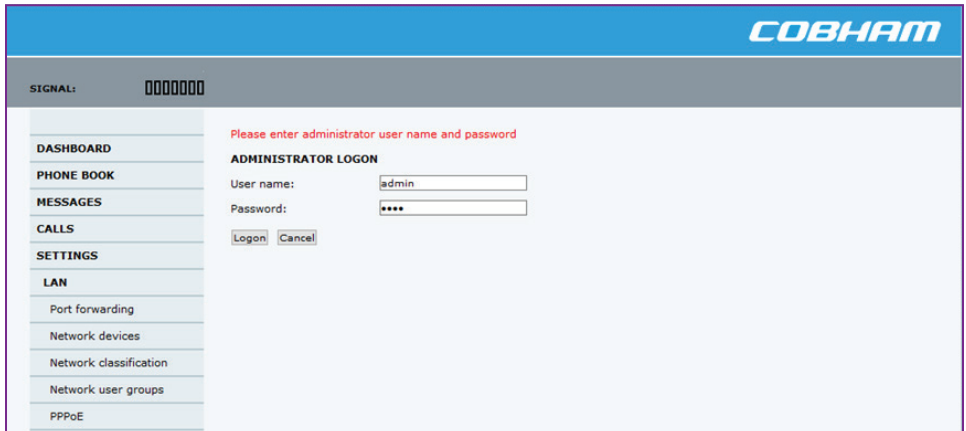 COBHAM
SIGNAL:
Please enter administrator user name and password
ADMINISTRATOR LOGON
User name: admin
Password: ••••
Logon Cancel
DASHBOARD
PHONE BOOK
MESSAGES
CALLS
SETTINGS
LAN
Port forwarding
Network devices
Network classification
Network user groups
PPPoE